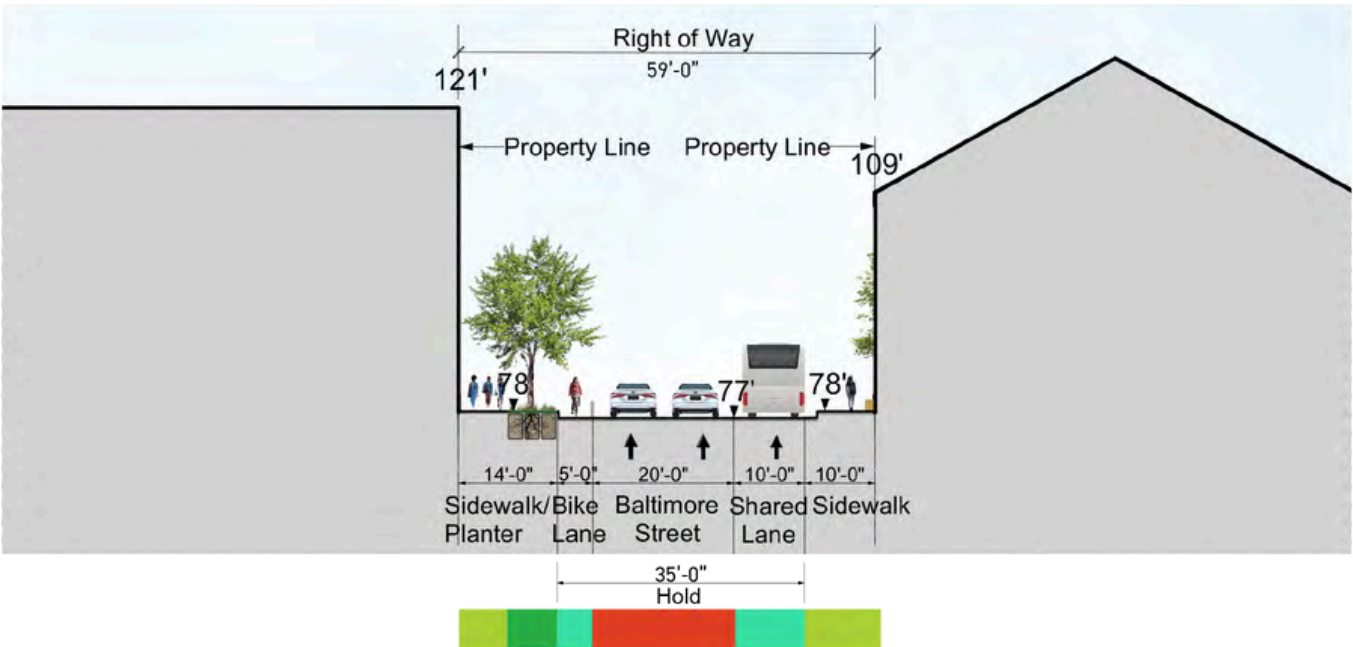 Right of Way
59'-0"
121'
Property Line
Property Line
109'
78'
77'
78'
14'-0"
5'-0"
20'-0"
10'-0"
10'-0"
Sidewalk/
Planter
Bike
Lane
Baltimore
Street
Shared
Lane
Sidewalk
35'-0"
Hold